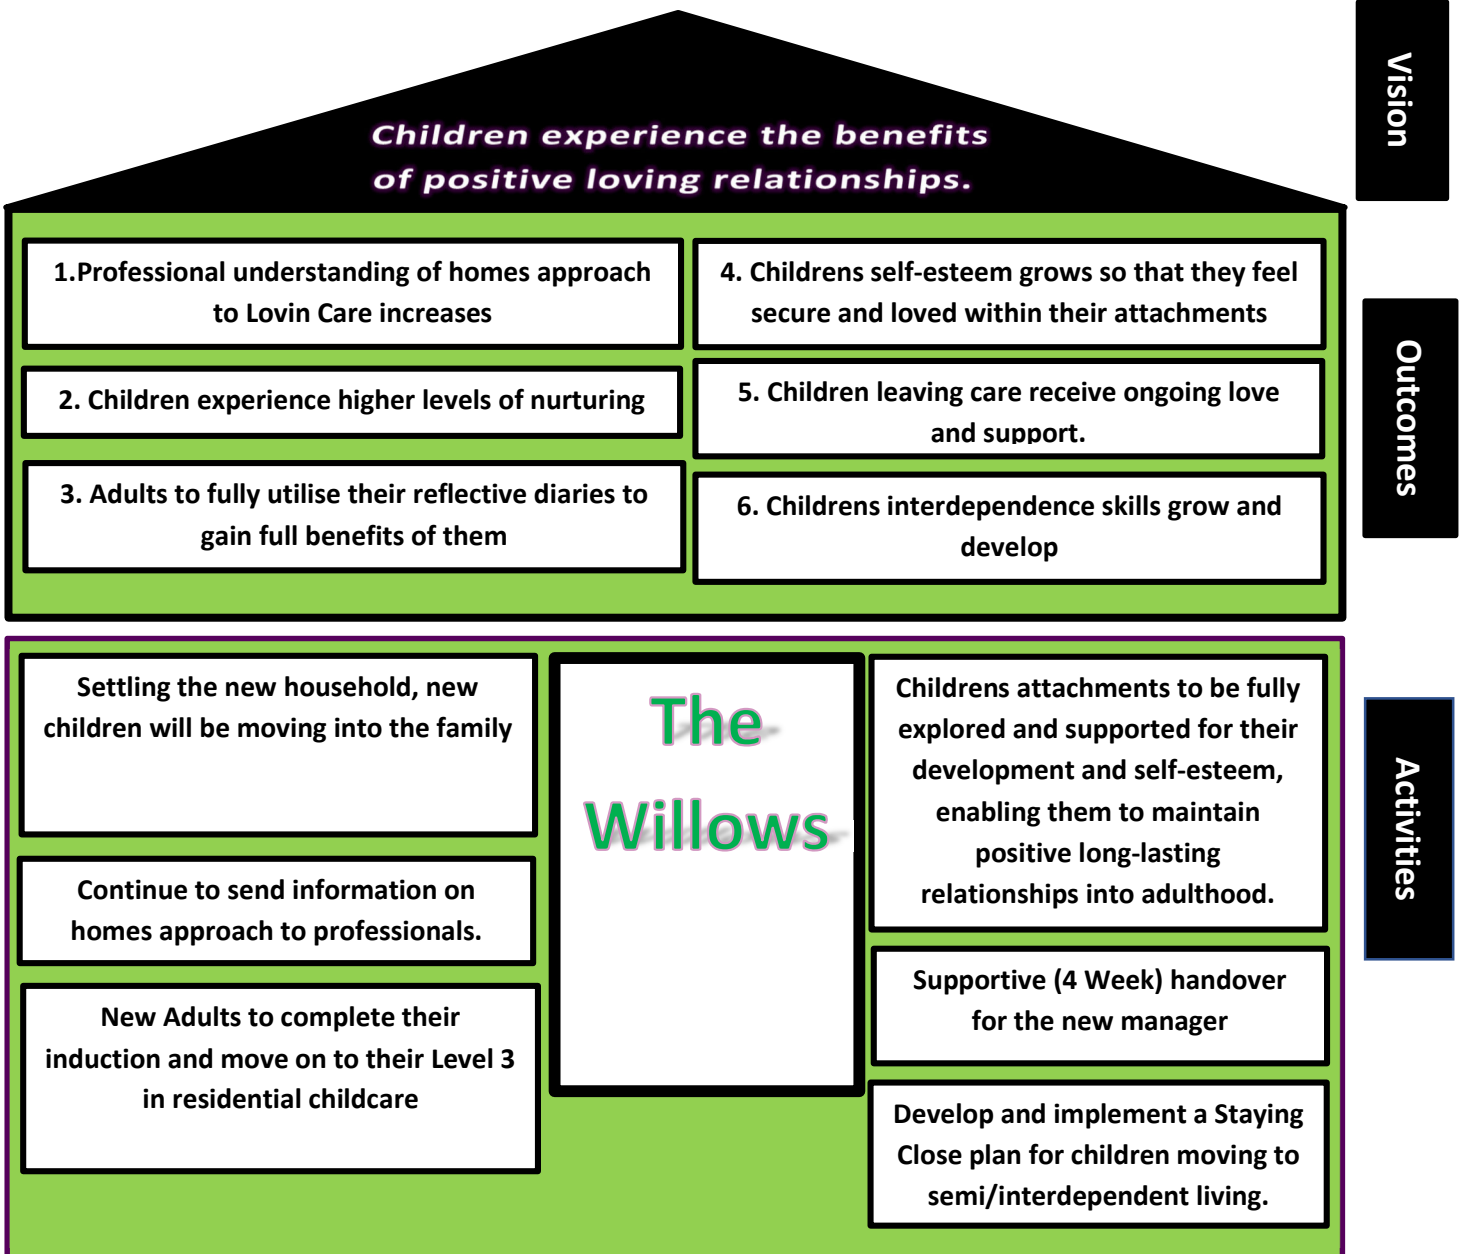 Vision
Children experience the benefits
of positive loving relationships.
Outcomes
1.Professional understanding of homes approach
to Lovin Care increases
2. Children experience higher levels of nurturing
3. Adults to fully utilise their reflective diaries to
gain full benefits of them
4. Childrens self-esteem grows so that they feel
secure and loved within their attachments
5. Children leaving care receive ongoing love
and support.
6. Childrens interdependence skills grow and
develop
Activities
Settling the new household, new
children will be moving into the family
Continue to send information on
homes approach to professionals.
New Adults to complete their
induction and move on to their Level 3
in residential childcare
The
Willows
Childrens attachments to be fully
explored and supported for their
development and self-esteem,
enabling them to maintain
positive long-lasting
relationships into adulthood.
Supportive (4 Week) handover
for the new manager
Develop and implement a Staying
Close plan for children moving to
semi/interdependent living.